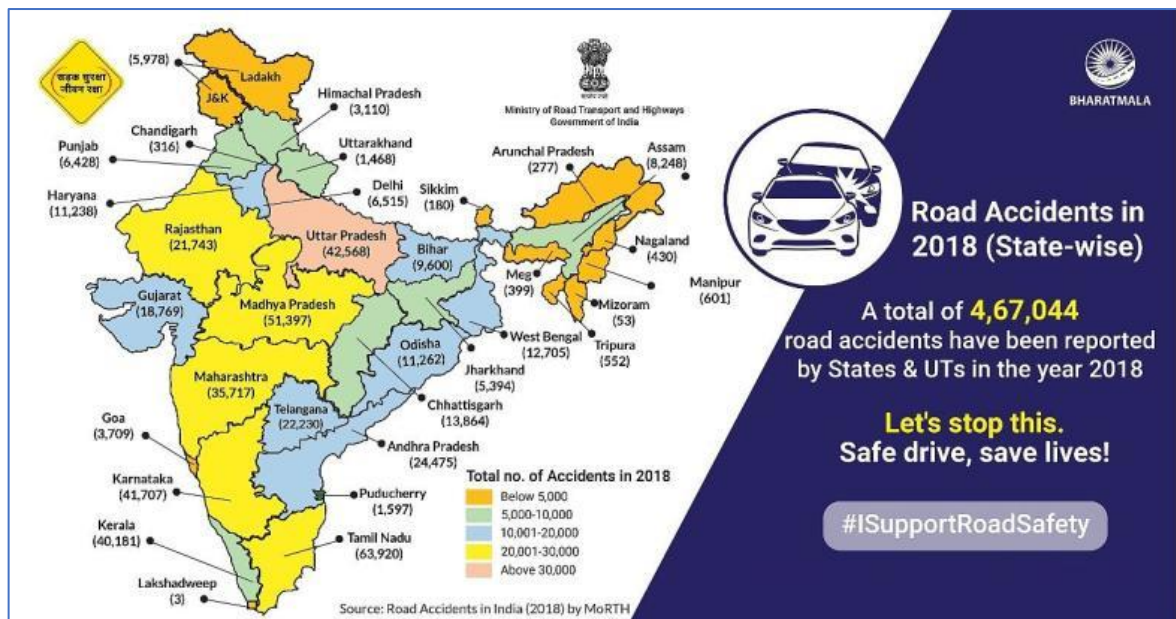 सड़क सुरक्षा
जीवन रक्षा
(5,978)
Ladakh
J&K
Himachal Pradesh
(3,110)
Chandigarh
(316)
Punjab
(6,428)
Uttarakhand
(1,468)
Haryana
(11,238)
Delhi
(6,515)
Rajasthan
(21,743)
Uttar Pradesh
(42,568)
Sikkim
(180)
Arunchal Pradesh
(277)
Assam
(8,248)
Bihar
(9,600)
Nagaland
(430)
Meg
(399)
Manipur
(601)
Mizoram
(53)
Tripura
(552)
Gujarat
(18,769)
Madhya Pradesh
(51,397)
West Bengal
(12,705)
Odisha
(11,262)
Jharkhand
(5,394)
Maharashtra
(35,717)
Chhattisgarh
(13,864)
Telangana
(22,230)
Goa
(3,709)
Andhra Pradesh
(24,475)
Karnataka
(41,707)
Puducherry
(1,597)
Kerala
(40,181)
Tamil Nadu
(63,920)
Lakshadweep
(3)
Total no. of Accidents in 2018
Below 5,000
5,000-10,000
10,001-20,000
20,001-30,000
Above 30,000
Source: Road Accidents in India (2018) by MoRTH
Ministry of Road Transport and Highways
Government of India
BHARATMALA
Road Accidents in
2018 (State-wise)
A total of 4,67,044
road accidents have been reported
by States & UTs in the year 2018
Let's stop this.
Safe drive, save lives!
#ISupportRoadSafety